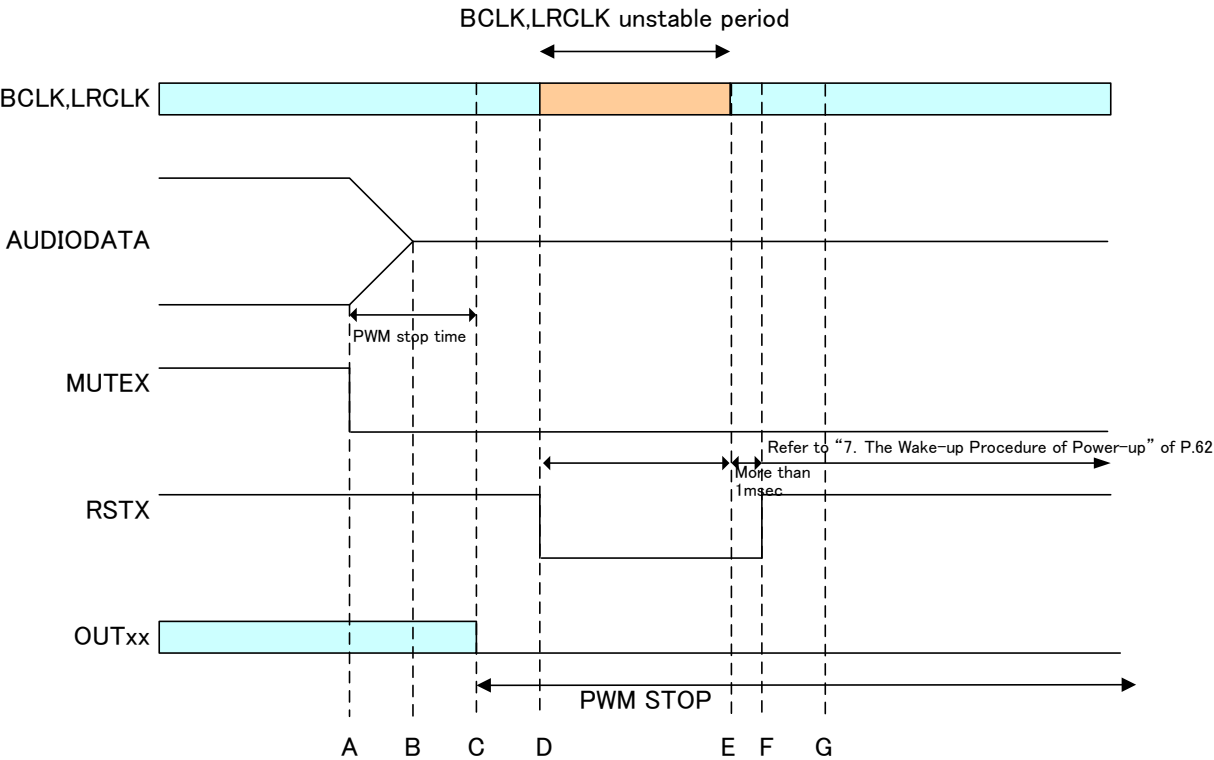 BCLK,LRCLK unstable period
BCLK,LRCLK
AUDIODATA
PWM stop time
MUTEX
Refer to “7. The Wake-up Procedure of Power-up” of P.62
More than
1msec
RSTX
OUTxx
PWM STOP
A B C D E F G